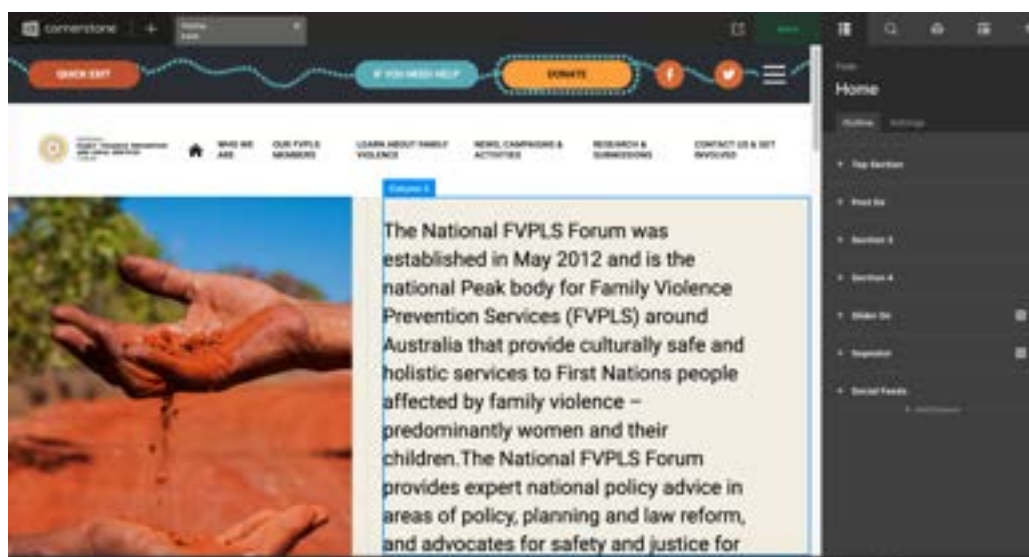 cornerstone
Home
QUICK EXIT
IF YOU NEED HELP
DONATE
WHO WE
ARE
OUR FVPLS
MEMBERS
LEARN ABOUT FAMILY
VIOLENCE
NEWS, CAMPAIGNS &
ACTIVITIES
RESEARCH &
SUBMISSIONS
CONTACT US & GET
INVOLVED
Home
Outline
Settings
Column 2
Top Section
Section 3
Section 4
Separator
Social Feeds
The National FVPLS Forum was
established in May 2012 and is the
national Peak body for Family Violence
Prevention Services (FVPLS) around
Australia that provide culturally safe and
holistic services to First Nations people
affected by family violence –
predominantly women and their
children.The National FVPLS Forum
provides expert national policy advice in
areas of policy, planning and law reform,
and advocates for safety and justice for